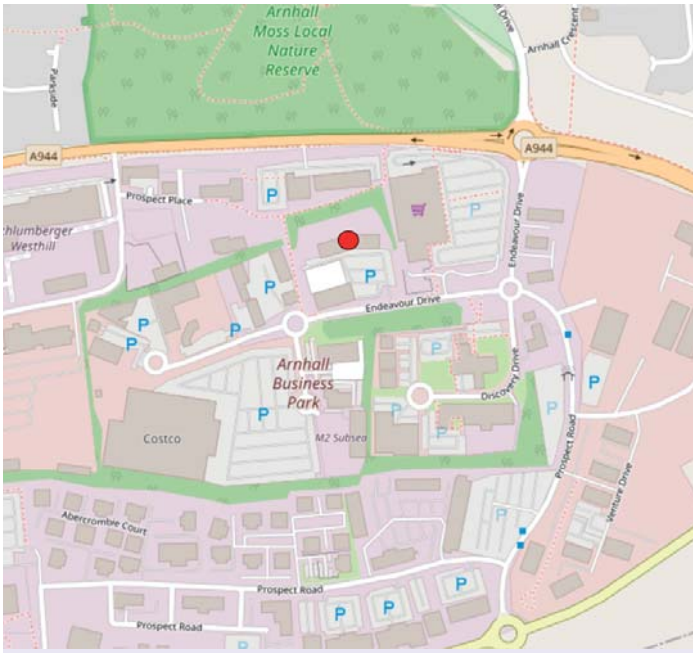 Arnhall
Moss Local
Nature
Reserve
Drive
Arnhall Crescent
Parkside
A944
A944
Prospect Place
P
P
Endeavour Drive
chlumberger
Westhill
P
P
Endeavour Drive
P
P
P
P
Arnhall
Business
Park
P
Discovery Drive
P
P
Costco
M2 Subsea
P
Prospect Road
Venture Drive
P
Abercrombie Court
Prospect Road
P
P
P
Prospect Road
P